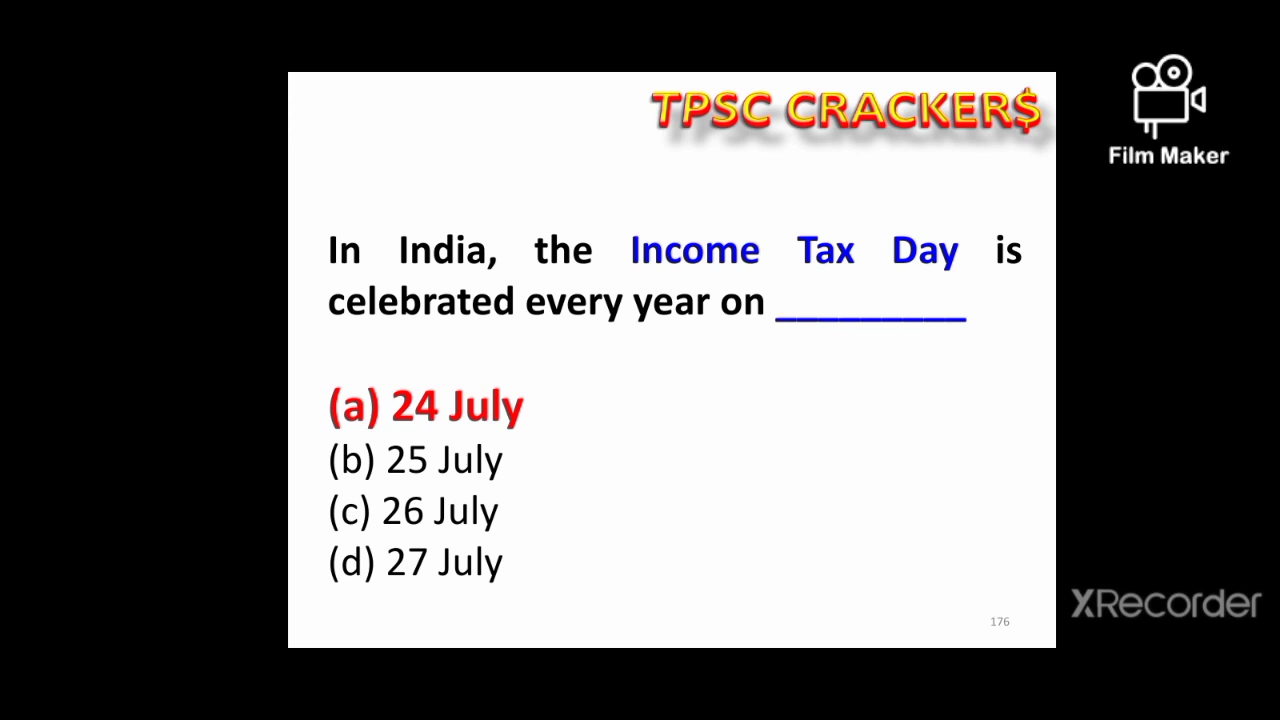 TPSC CRACKER$
Film Maker
In India, the Income Tax Day is
celebrated every year on _________
(a) 24 July
(b) 25 July
(c) 26 July
(d) 27 July
176
XRecorder